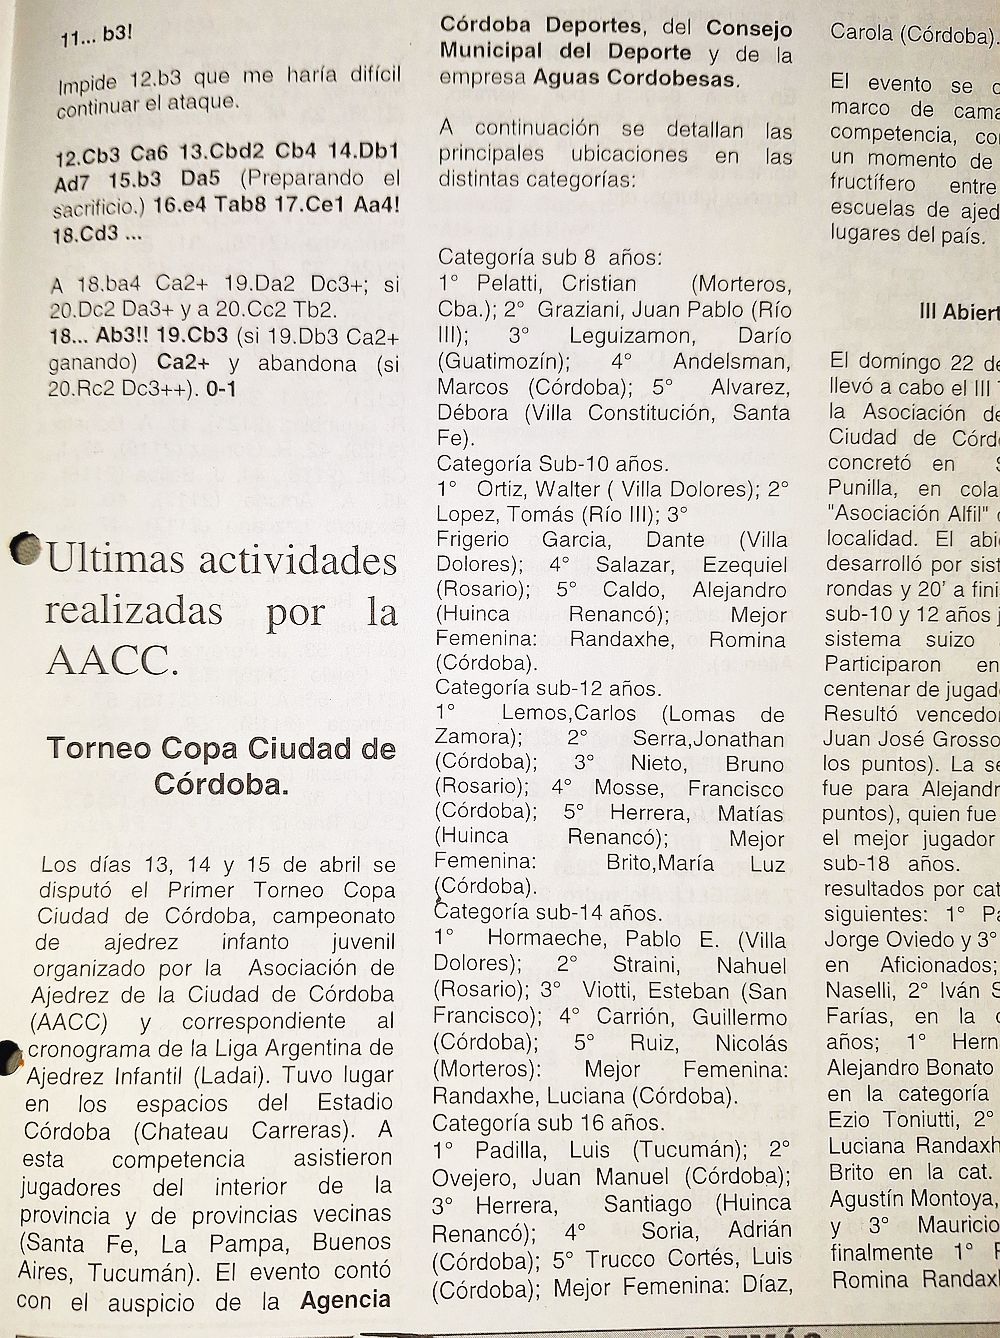 11... b3!
Impide 12.b3 que me haría difícil
continuar el ataque.
12.Cb3 Ca6 13.Cbd2 Cb4 14.Db1
Ad7 15.b3 Da5 (Preparando el
sacrificio.) 16.e4 Tab8 17.Ce1 Aa4!
18.Cd3 ...
A 18.ba4 Ca2+ 19.Da2 Dc3+; si
20.Dc2 Da3+ y a 20.Cc2 Tb2.
18... Ab3!! 19.Cb3 (si 19.Db3 Ca2+
ganando) Ca2+ y abandona (si
20.Rc2 Dc3++). 0-1
Ultimas actividades
realizadas por la
AACC.
Torneo Copa Ciudad de
Córdoba.
Los días 13, 14 y 15 de abril se
disputó el Primer Torneo Copa
Ciudad de Córdoba, campeonato
de ajedrez infanto juvenil
organizado por la Asociación de
Ajedrez de la Ciudad de Córdoba
(AACC) y correspondiente al
cronograma de la Liga Argentina de
Ajedrez Infantil (Ladai). Tuvo lugar
en los espacios del Estadio
Córdoba (Chateau Carreras). A
esta competencia asistieron
jugadores del interior de la
provincia y de provincias vecinas
(Santa Fe, La Pampa, Buenos
Aires, Tucumán). El evento contó
con el auspicio de la Agencia
Córdoba Deportes, del Consejo
Municipal del Deporte y de la
empresa Aguas Cordobesas.
A continuación se detallan las
principales ubicaciones en las
distintas categorías:
Categoría sub 8 años:
1° Pelatti, Cristian (Morteros,
Cba.); 2° Graziani, Juan Pablo (Río
III); 3° Leguizamon, Darío
(Guatimozín); 4° Andelsman,
Marcos (Córdoba); 5° Alvarez,
Débora (Villa Constitución, Santa
Fe).
Categoría Sub-10 años.
1° Ortiz, Walter ( Villa Dolores); 2°
Lopez, Tomás (Río III); 3°
Frigerio Garcia, Dante (Villa
Dolores); 4° Salazar, Ezequiel
(Rosario); 5° Caldo, Alejandro
(Huinca Renancó); Mejor
Femenina: Randaxhe, Romina
(Córdoba).
Categoría sub-12 años.
1° Lemos,Carlos (Lomas de
Zamora); 2° Serra,Jonathan
(Córdoba); 3° Nieto, Bruno
(Rosario); 4° Mosse, Francisco
(Córdoba); 5° Herrera, Matías
(Huinca Renancó); Mejor
Femenina: Brito,María Luz
(Córdoba).
Categoría sub-14 años.
1° Hormaeche, Pablo E. (Villa
Dolores); 2° Straini, Nahuel
(Rosario); 3° Viotti, Esteban (San
Francisco); 4° Carrión, Guillermo
(Córdoba); 5° Ruiz, Nicolás
(Morteros): Mejor Femenina:
Randaxhe, Luciana (Córdoba).
Categoría sub 16 años.
1° Padilla, Luis (Tucumán); 2°
Ovejero, Juan Manuel (Córdoba);
3° Herrera, Santiago (Huinca
Renancó); 4° Soria, Adrián
(Córdoba); 5° Trucco Cortés, Luis
(Córdoba); Mejor Femenina: Díaz,
Carola (Córdoba).
El evento se
marco de
competencia,
un momento de
fructífero entre
escuelas de
lugares del país.
III
El domingo 22
llevó a cabo el III
la Asociación
Ciudad de
concretó en
Punilla, en
"Asociación Alfil"
localidad. El
desarrolló por
rondas y 20' a
sub-10 y 12 años
sistema suizo
Participaron
centenar de
Resultó
Juan José Grosso
los puntos). La
fue para
puntos), quien fue
el mejor jugador
sub-18 años.
resultados por
siguientes: 1°
Jorge Oviedo y 3°
en Aficionados;
Naselli, 2° Iván
Farías, en la
años; 1°
Alejandro Bonato
en la categoría
Ezio Toniutti, 2°
Luciana
Brito en la cat.
Agustín Montoya,
y 3° Mauricio
finalmente 1°
Romina